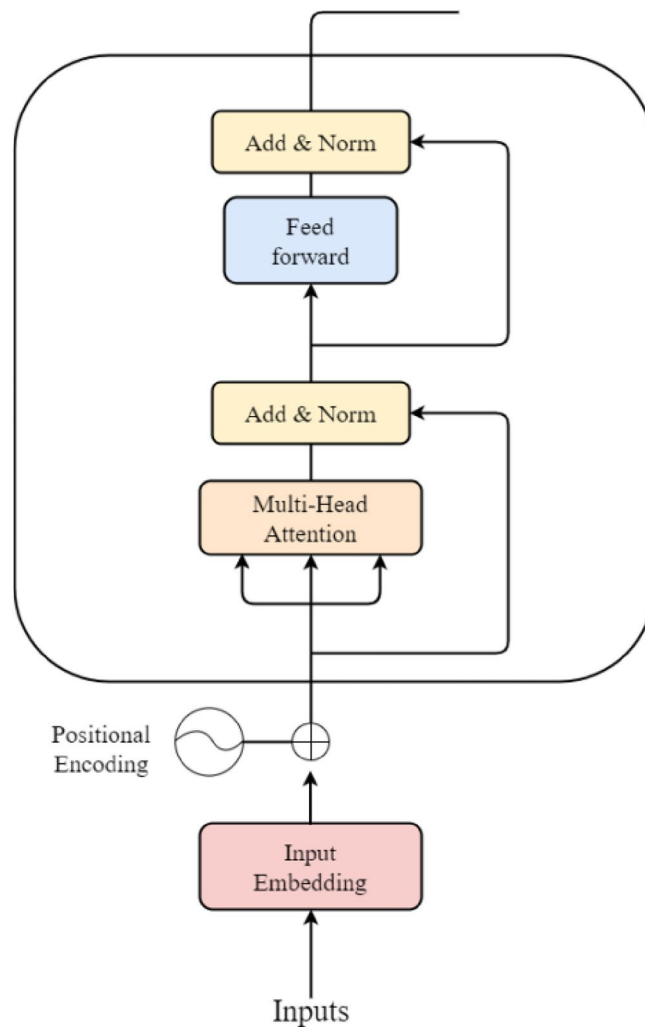 Add & Norm
Feed
forward
Add & Norm
Multi-Head
Attention
Positional
Encoding
Input
Embedding
Inputs